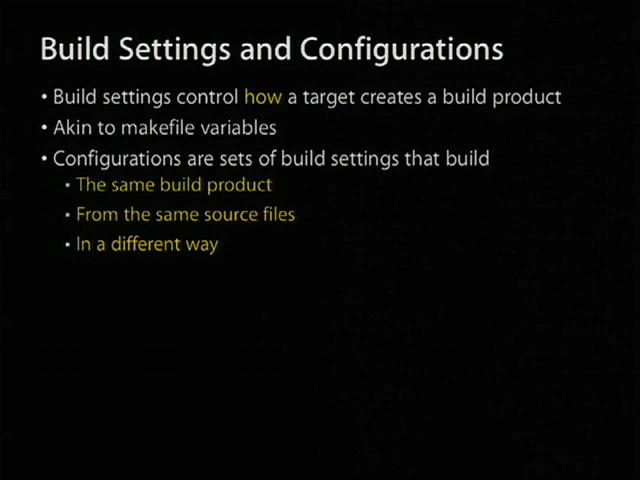 Build Settings and Configurations
• Build settings control how a target creates a build product
• Akin to makefile variables
• Configurations are sets of build settings that build
▪ The same build product
▪ From the same source files
▪ In a different way